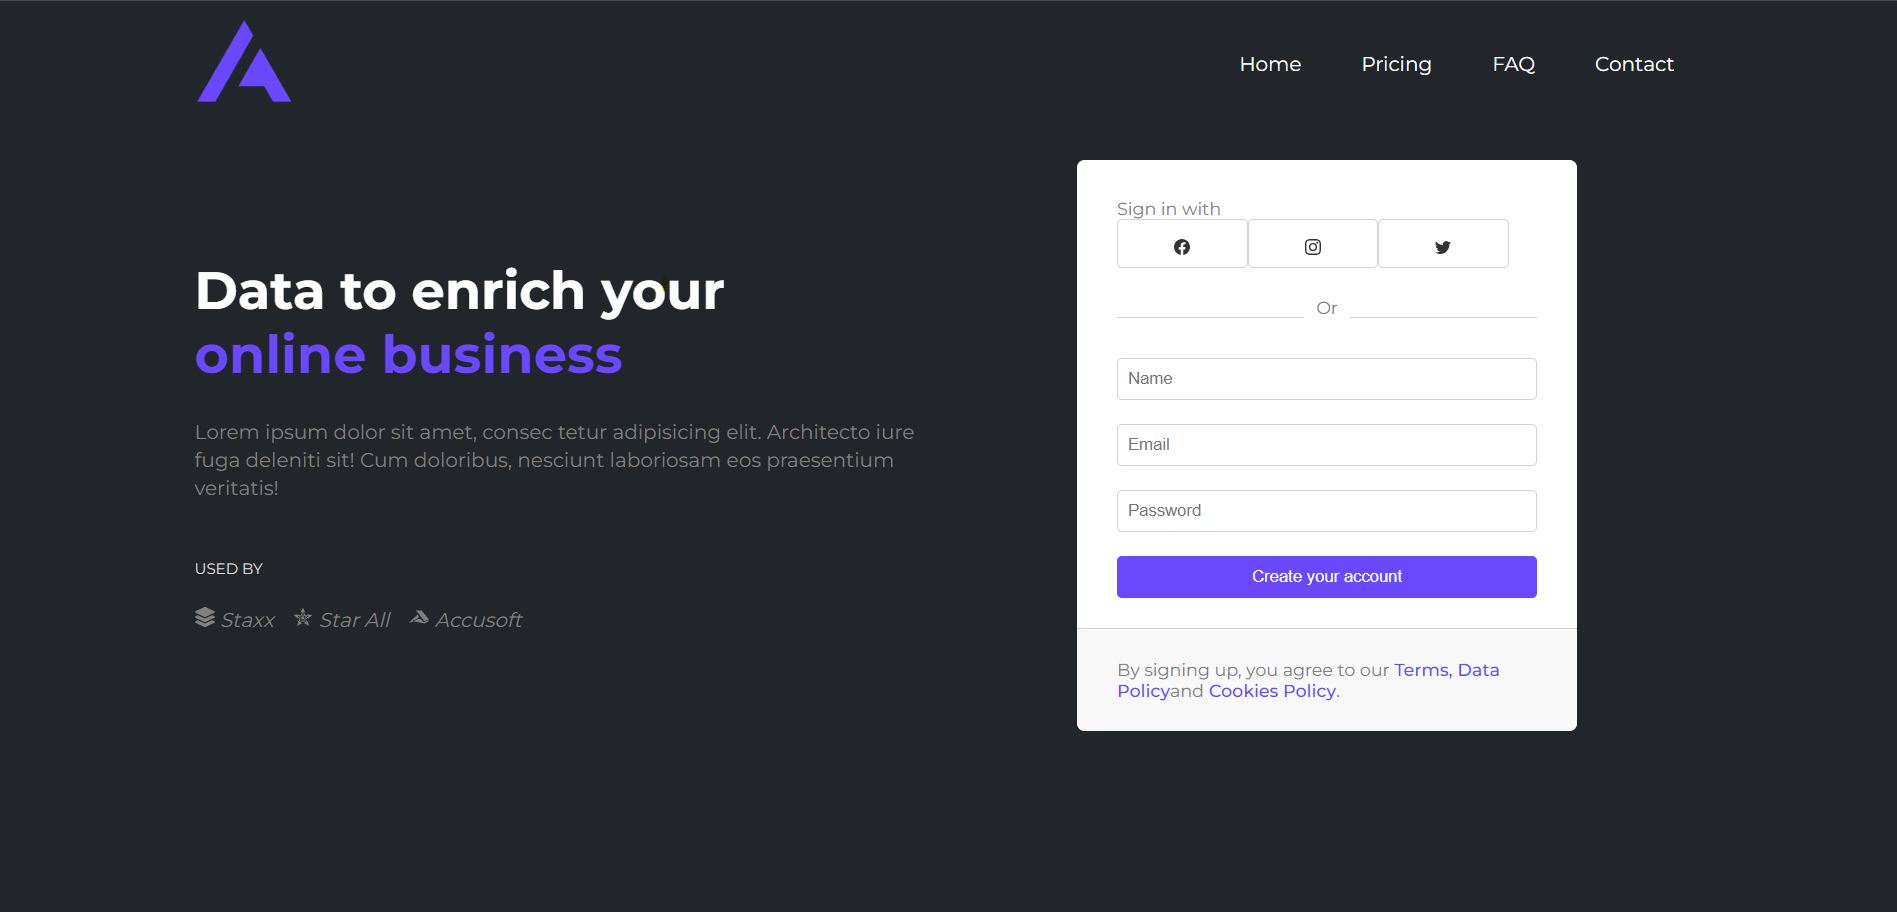 Home Pricing FAQ Contact
Data to enrich your
online business
Lorem ipsum dolor sit amet, consec tetur adipisicing elit. Architecto iure
fuga deleniti sit! Cum doloribus, nesciunt laboriosam eos praesentium
veritatis!
USED BY
Staxx Star All Accusoft
Sign in with
Or
Name
Email
Password
Create your account
By signing up, you agree to our Terms, Data
Policyand Cookies Policy.